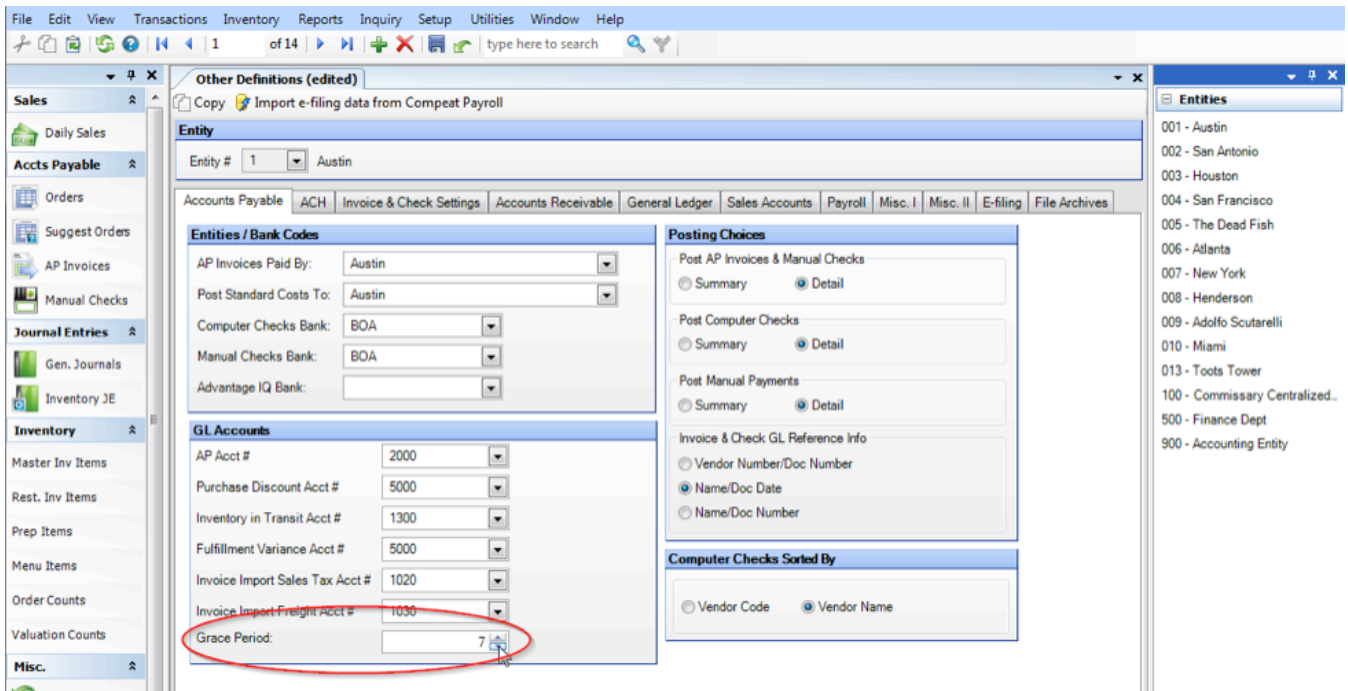 File Edit View Transactions Inventory Reports Inquiry Setup Utilities Window Help
1 of 14 type here to search
Sales
Daily Sales
Accts Payable
Orders
Suggest Orders
AP Invoices
Manual Checks
Journal Entries
Gen. Journals
Inventory JE
Inventory
Master Inv Items
Rest. Inv Items
Prep Items
Menu Items
Order Counts
Valuation Counts
Misc.
Other Definitions (edited)
Copy Import e-filing data from Compeat Payroll
Entity
Entity # 1 Austin
Accounts Payable ACH Invoice & Check Settings Accounts Receivable General Ledger Sales Accounts Payroll Misc. I Misc. II E-filing File Archives
Entities / Bank Codes
AP Invoices Paid By: Austin
Post Standard Costs To: Austin
Computer Checks Bank: BOA
Manual Checks Bank: BOA
Advantage IQ Bank:
GL Accounts
AP Acct # 2000
Purchase Discount Acct # 5000
Inventory in Transit Acct # 1300
Fulfillment Variance Acct # 5000
Invoice Import Sales Tax Acct # 1020
Invoice Import Freight Acct # 1030
Grace Period: 7
Posting Choices
Post AP Invoices & Manual Checks
Summary Detail
Post Computer Checks
Summary Detail
Post Manual Payments
Summary Detail
Invoice & Check GL Reference Info
Vendor Number/Doc Number
Name/Doc Date
Name/Doc Number
Computer Checks Sorted By
Vendor Code Vendor Name
Entities
001 - Austin
002 - San Antonio
003 - Houston
004 - San Francisco
005 - The Dead Fish
006 - Atlanta
007 - New York
008 - Henderson
009 - Adolfo Scutarelli
010 - Miami
013 - Toots Tower
100 - Commissary Centralized...
500 - Finance Dept
900 - Accounting Entity